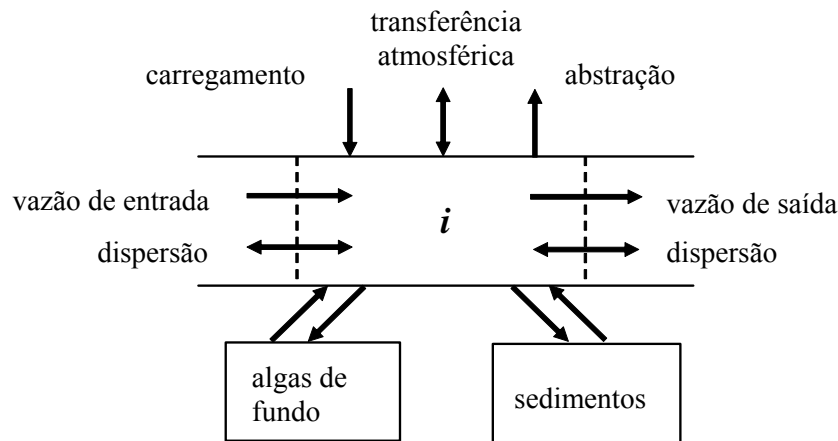 transferência
atmosférica
carregamento
abstração
vazão de entrada
i
vazão de saída
dispersão
dispersão
algas de
fundo
sedimentos